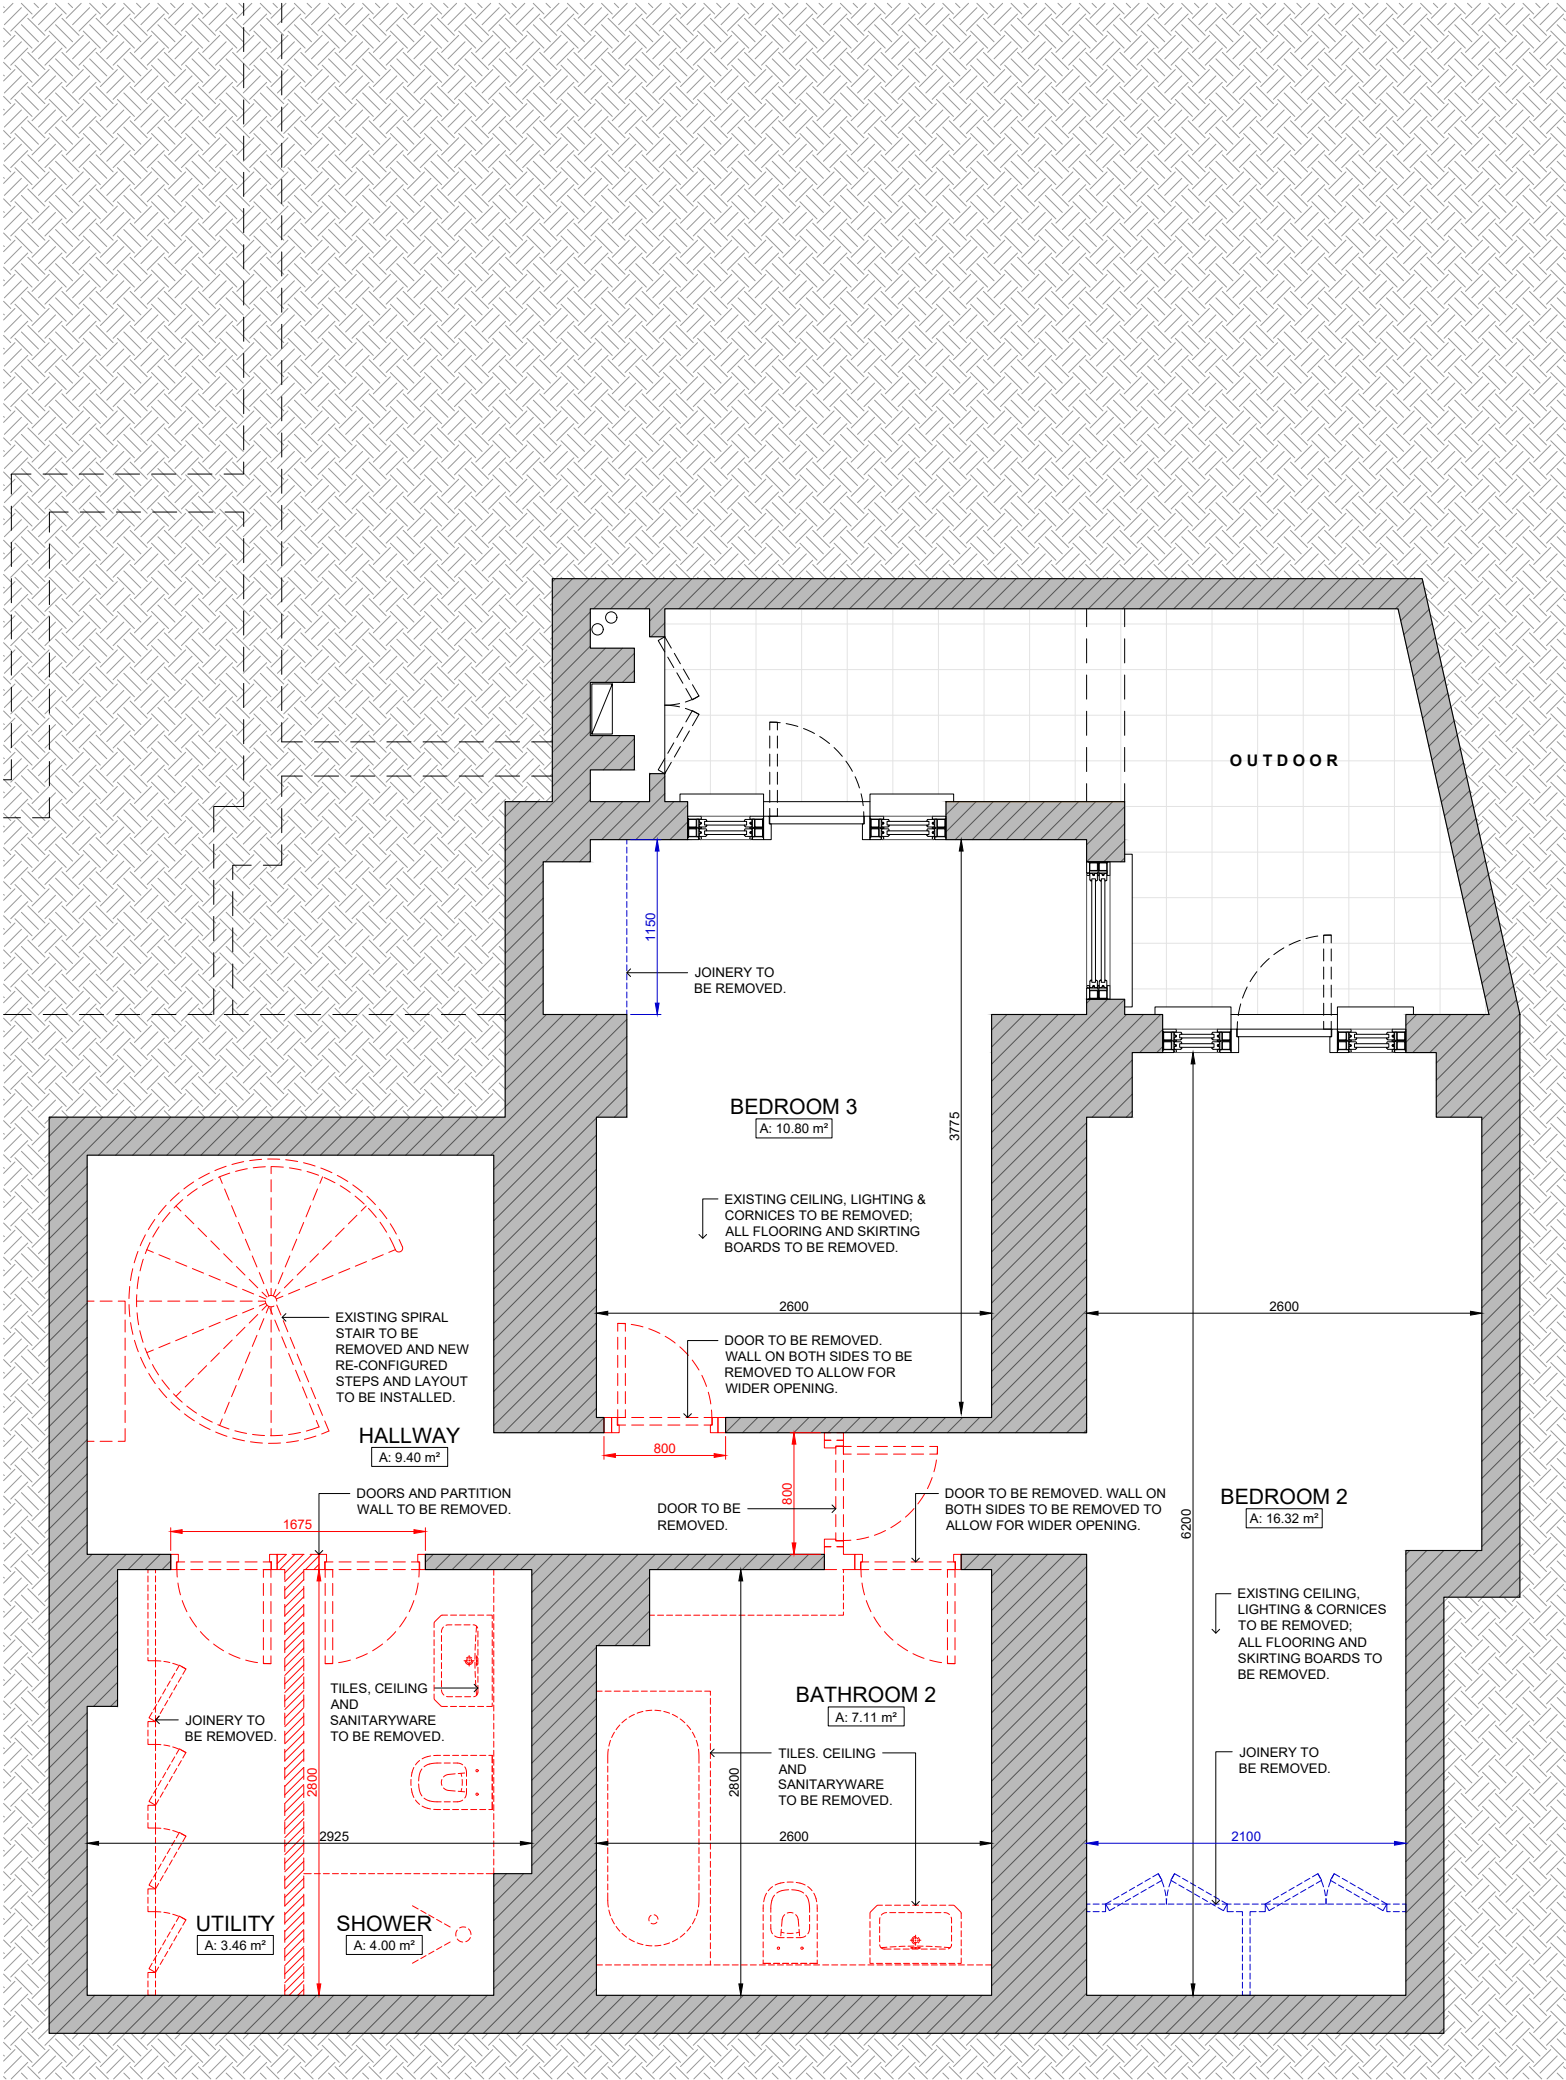 OUTDOOR
1150
JOINERY TO
BE REMOVED.
BEDROOM 3
A: 10.80 m²
3775
EXISTING CEILING, LIGHTING &
CORNICES TO BE REMOVED;
ALL FLOORING AND SKIRTING
BOARDS TO BE REMOVED.
2600
2600
EXISTING SPIRAL
STAIR TO BE
REMOVED AND NEW
RE-CONFIGURED
STEPS AND LAYOUT
TO BE INSTALLED.
DOOR TO BE REMOVED.
WALL ON BOTH SIDES TO BE
REMOVED TO ALLOW FOR
WIDER OPENING.
HALLWAY
A: 9.40 m²
800
DOORS AND PARTITION
WALL TO BE REMOVED.
1675
DOOR TO BE
REMOVED.
800
DOOR TO BE REMOVED. WALL ON
BOTH SIDES TO BE REMOVED TO
ALLOW FOR WIDER OPENING.
BEDROOM 2
A: 16.32 m²
6200
EXISTING CEILING,
LIGHTING & CORNICES
TO BE REMOVED;
ALL FLOORING AND
SKIRTING BOARDS TO
BE REMOVED.
TILES, CEILING
AND
SANITARYWARE
TO BE REMOVED.
JOINERY TO
BE REMOVED.
BATHROOM 2
A: 7.11 m²
TILES. CEILING
AND
SANITARYWARE
TO BE REMOVED.
JOINERY TO
BE REMOVED.
2800
2800
2925
2600
2100
UTILITY
A: 3.46 m²
SHOWER
A: 4.00 m²